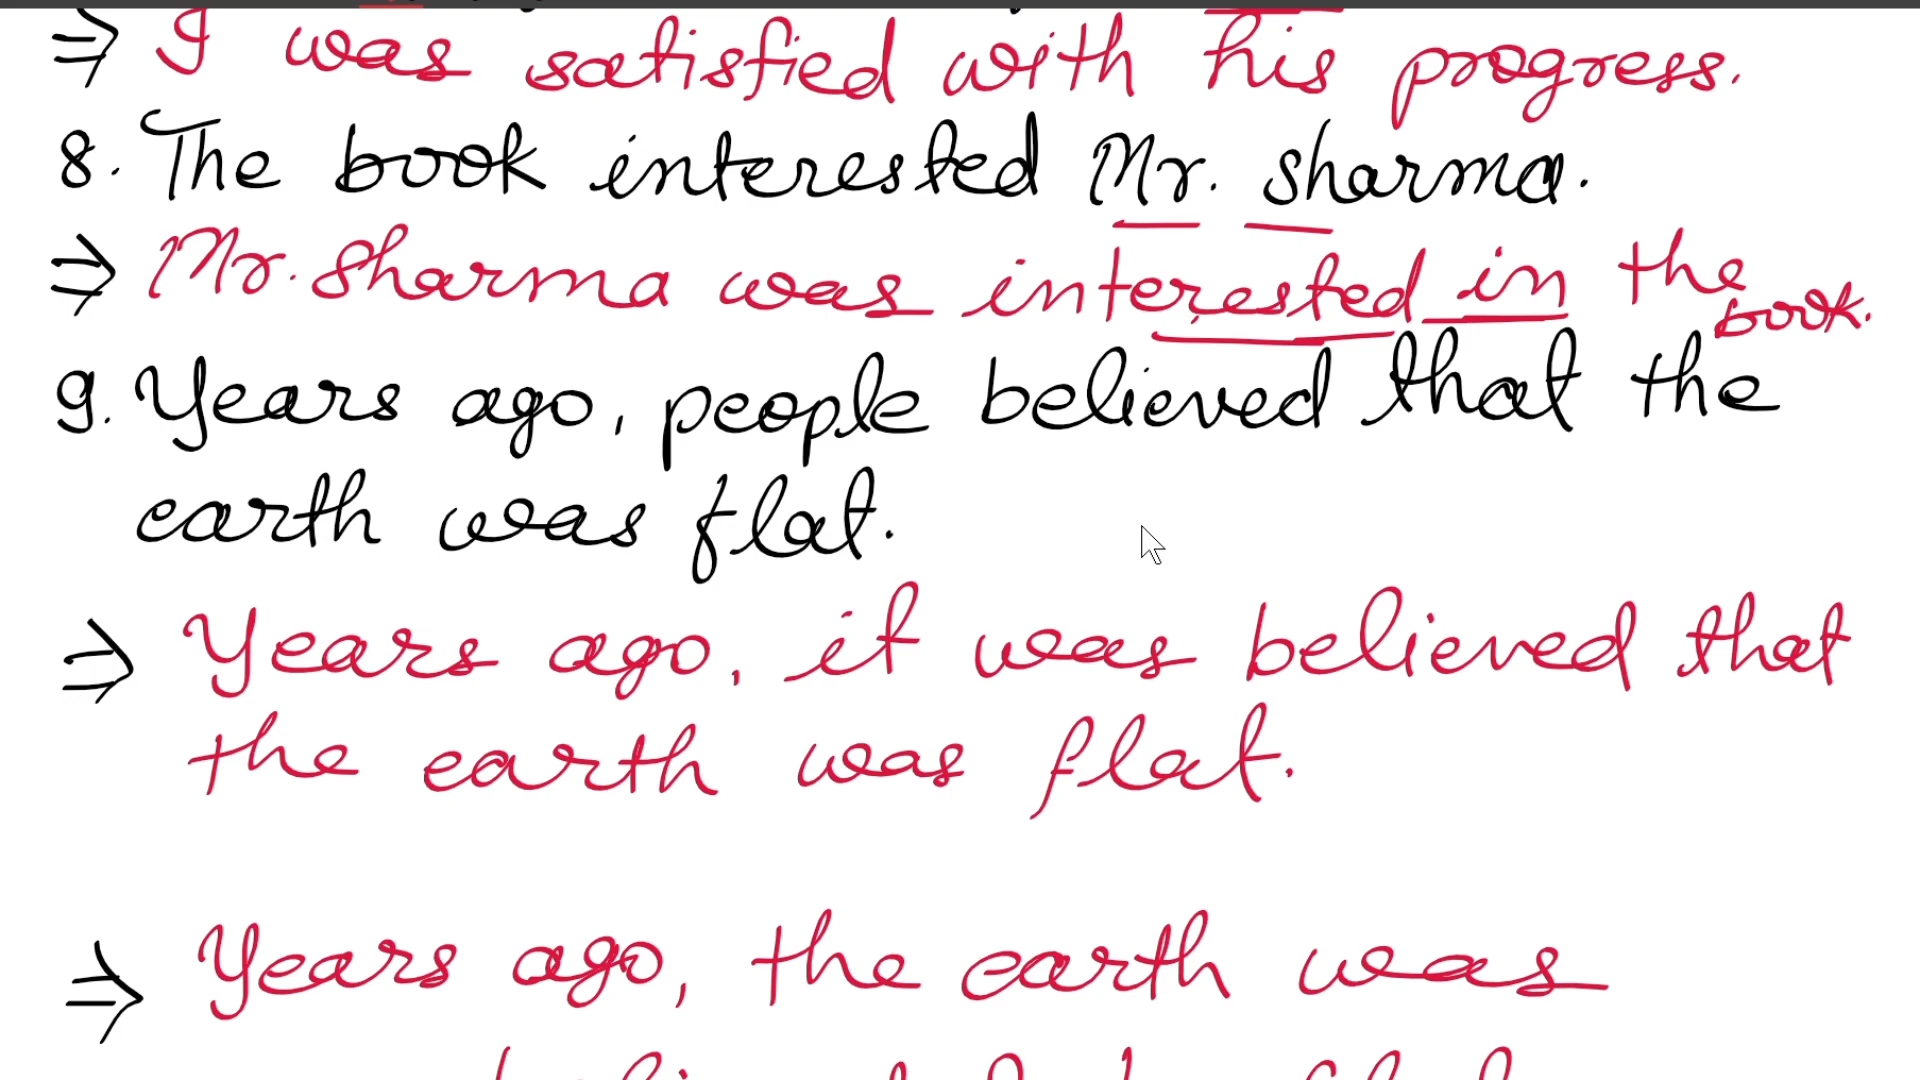 ⇒ I was satisfied with his progress.
8. The book interested Mr. sharma.
⇒ Mr. Sharma was interested in the book.
9. Years ago, people believed that the
earth was flat.
⇒ Years ago, it was believed that
the earth was flat.
⇒ Years ago, the earth was